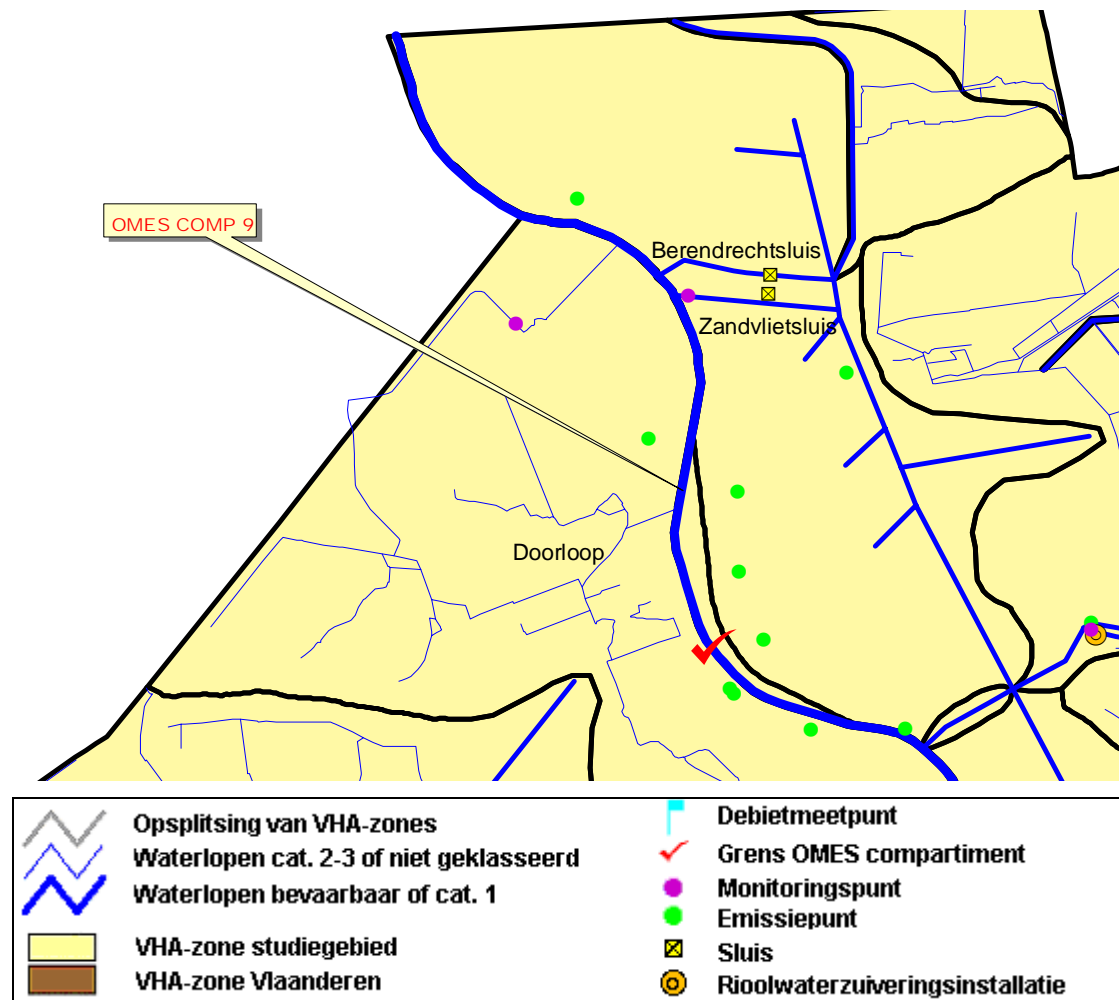 OMES COMP 9
Berendrechtsluis
Zandvlietsluis
Doorloop
Opsplitsing van VHA-zones
Waterlopen cat. 2-3 of niet geklasseerd
Waterlopen bevaarbaar of cat. 1
VHA-zone studiegebied
VHA-zone Vlaanderen
Debietmeetpunt
Grens OMES compartiment
Monitoringspunt
Emissiepunt
Sluis
Rioolwaterzuiveringsinstallatie